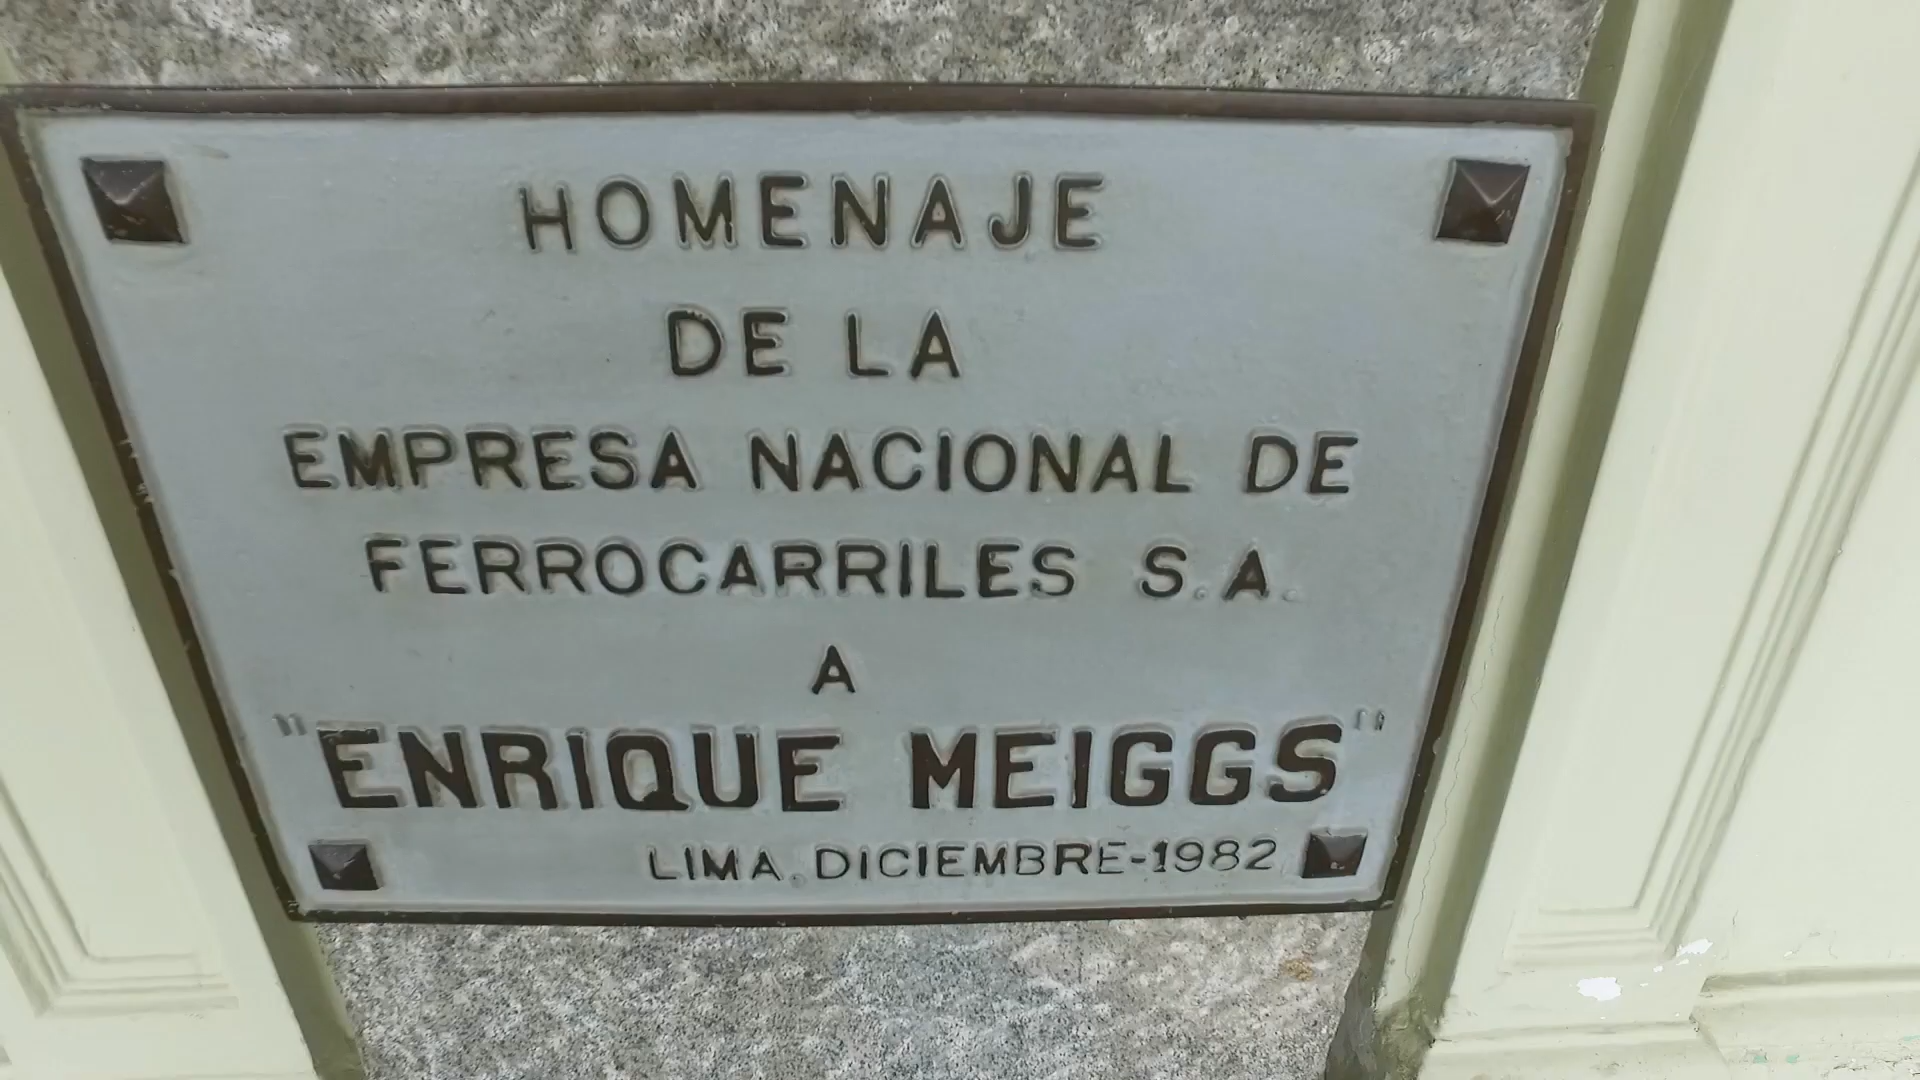 HOMENAJE
DE LA
EMPRESA NACIONAL DE
FERROCARRILES S.A.
A
"ENRIQUE MEIGGS"
LIMA, DICIEMBRE-1982